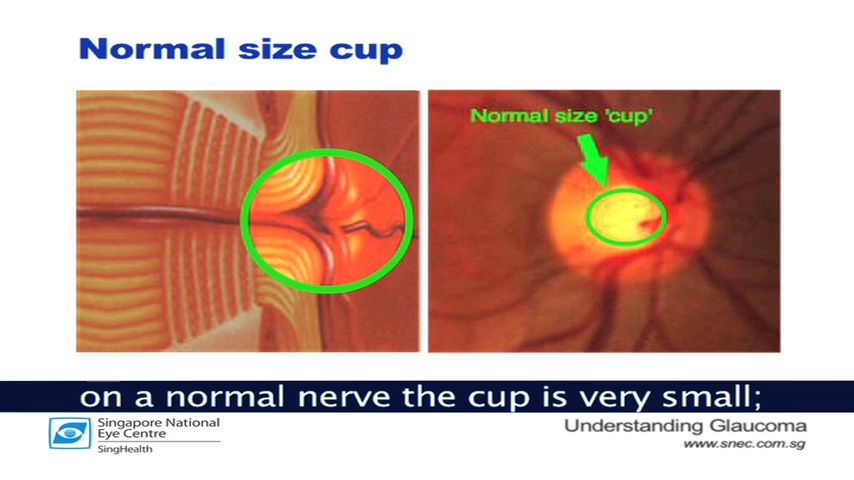 Normal size cup
Normal size 'cup'
on a normal nerve the cup is very small;
Singapore National
Eye Centre
SingHealth
Understanding Glaucoma
www.snec.com.sg